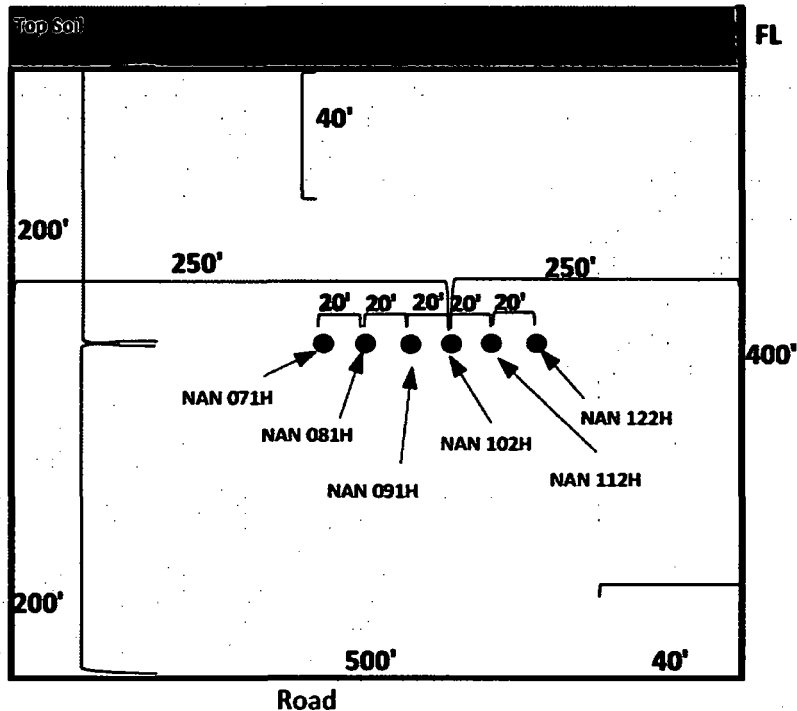 Top Soil
FL
40'
200'
250'
250'
20' 20' 20' 20' 20'
400'
NAN 071H
NAN 081H
NAN 091H
NAN 102H
NAN 112H
NAN 122H
200'
500'
40'
Road